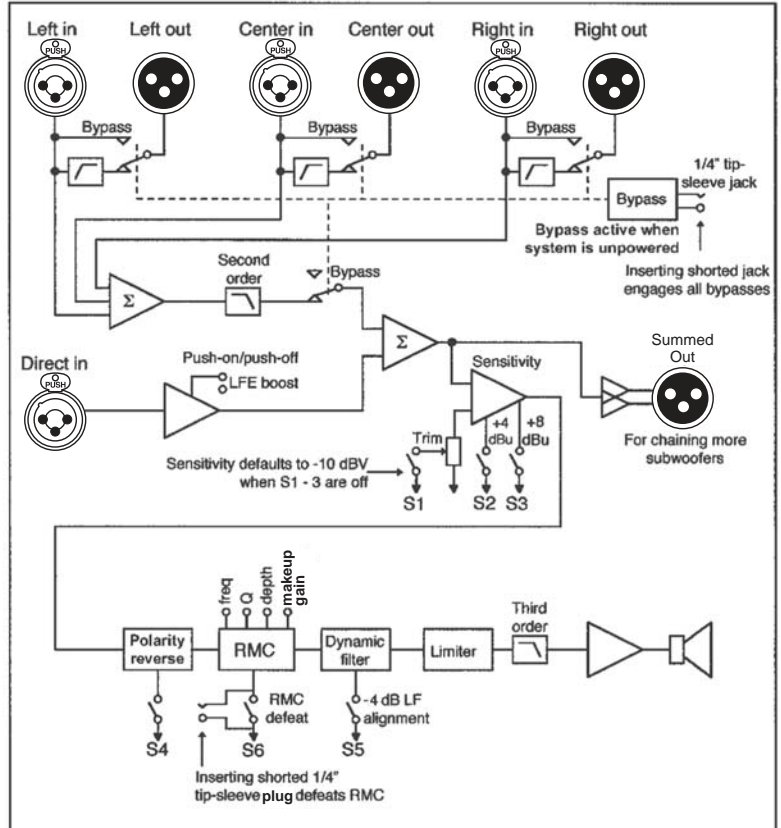 Left in
Left out
Center in
Center out
Right in
Right out
PUSH
PUSH
PUSH
Bypass
Bypass
Bypass
1/4" tip-
sleeve jack
Bypass
Bypass active when
system is unpowered
Inserting shorted jack
engages all bypasses
Second
order
Bypass
Σ
Σ
Direct in
PUSH
Push-on/push-off
LFE boost
Sensitivity
Summed
Out
For chaining more
subwoofers
Trim
+4
dBu
+8
dBu
Sensitivity defaults to -10 dBV
when S1 - 3 are off
S1
S2
S3
freq
Q
depth
makeup
gain
Polarity
reverse
RMC
Dynamic
filter
Limiter
Third
order
RMC
defeat
-4 dB LF
alignment
S4
S6
S5
Inserting shorted 1/4"
tip-sleeve plug defeats RMC